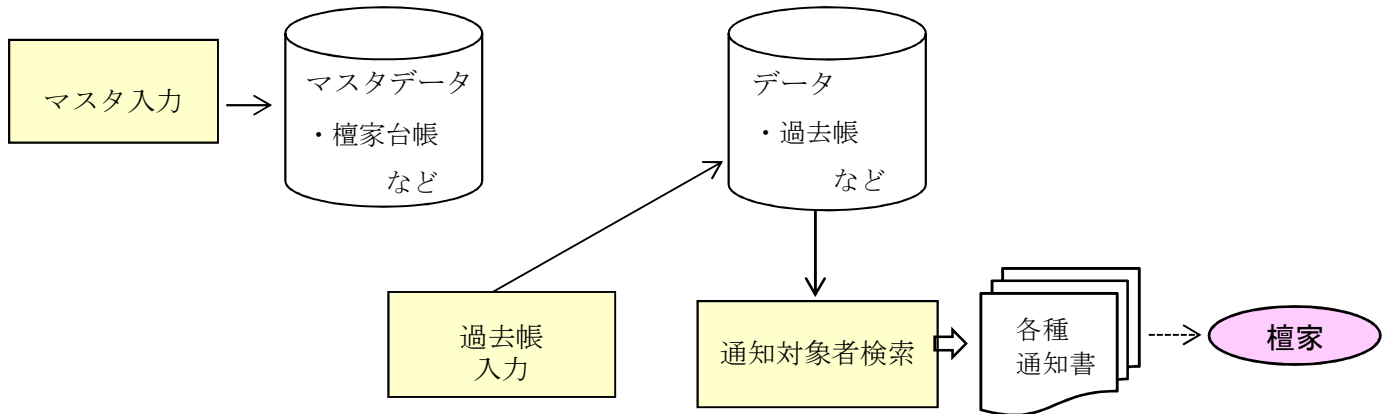 マスタ入力
マスタデータ
・檀家台帳
など
データ
・過去帳
など
過去帳
入力
通知対象者検索
各種
通知書
檀家